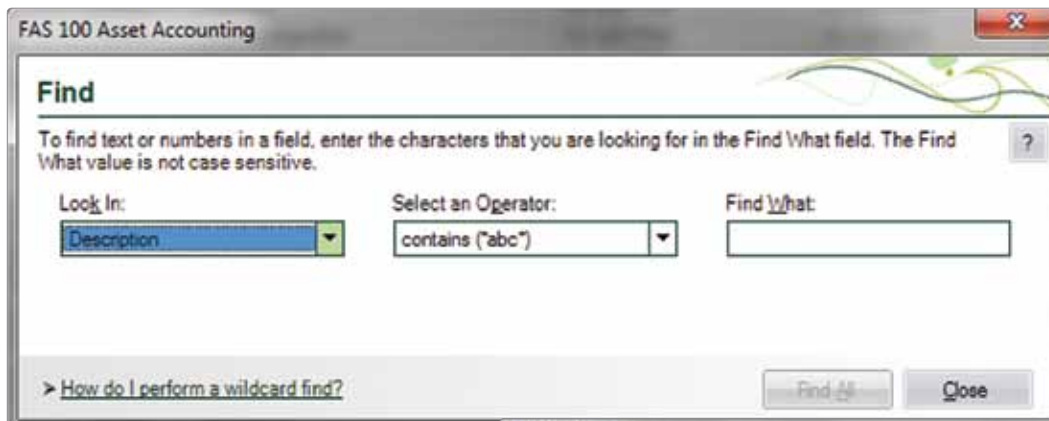 FAS 100 Asset Accounting
Find
To find text or numbers in a field, enter the characters that you are looking for in the Find What field. The Find
What value is not case sensitive.
?
Look In: Select an Operator: Find What:
Description contains ("abc")
> How do I perform a wildcard find? Find All Close